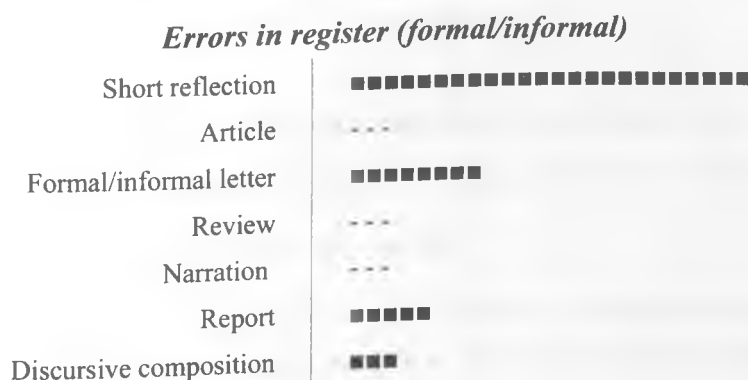 Errors in register (formal/informal)
Short reflection
Article - - -
Formal/informal letter
Review - - -
Narration - - -
Report
Discursive composition